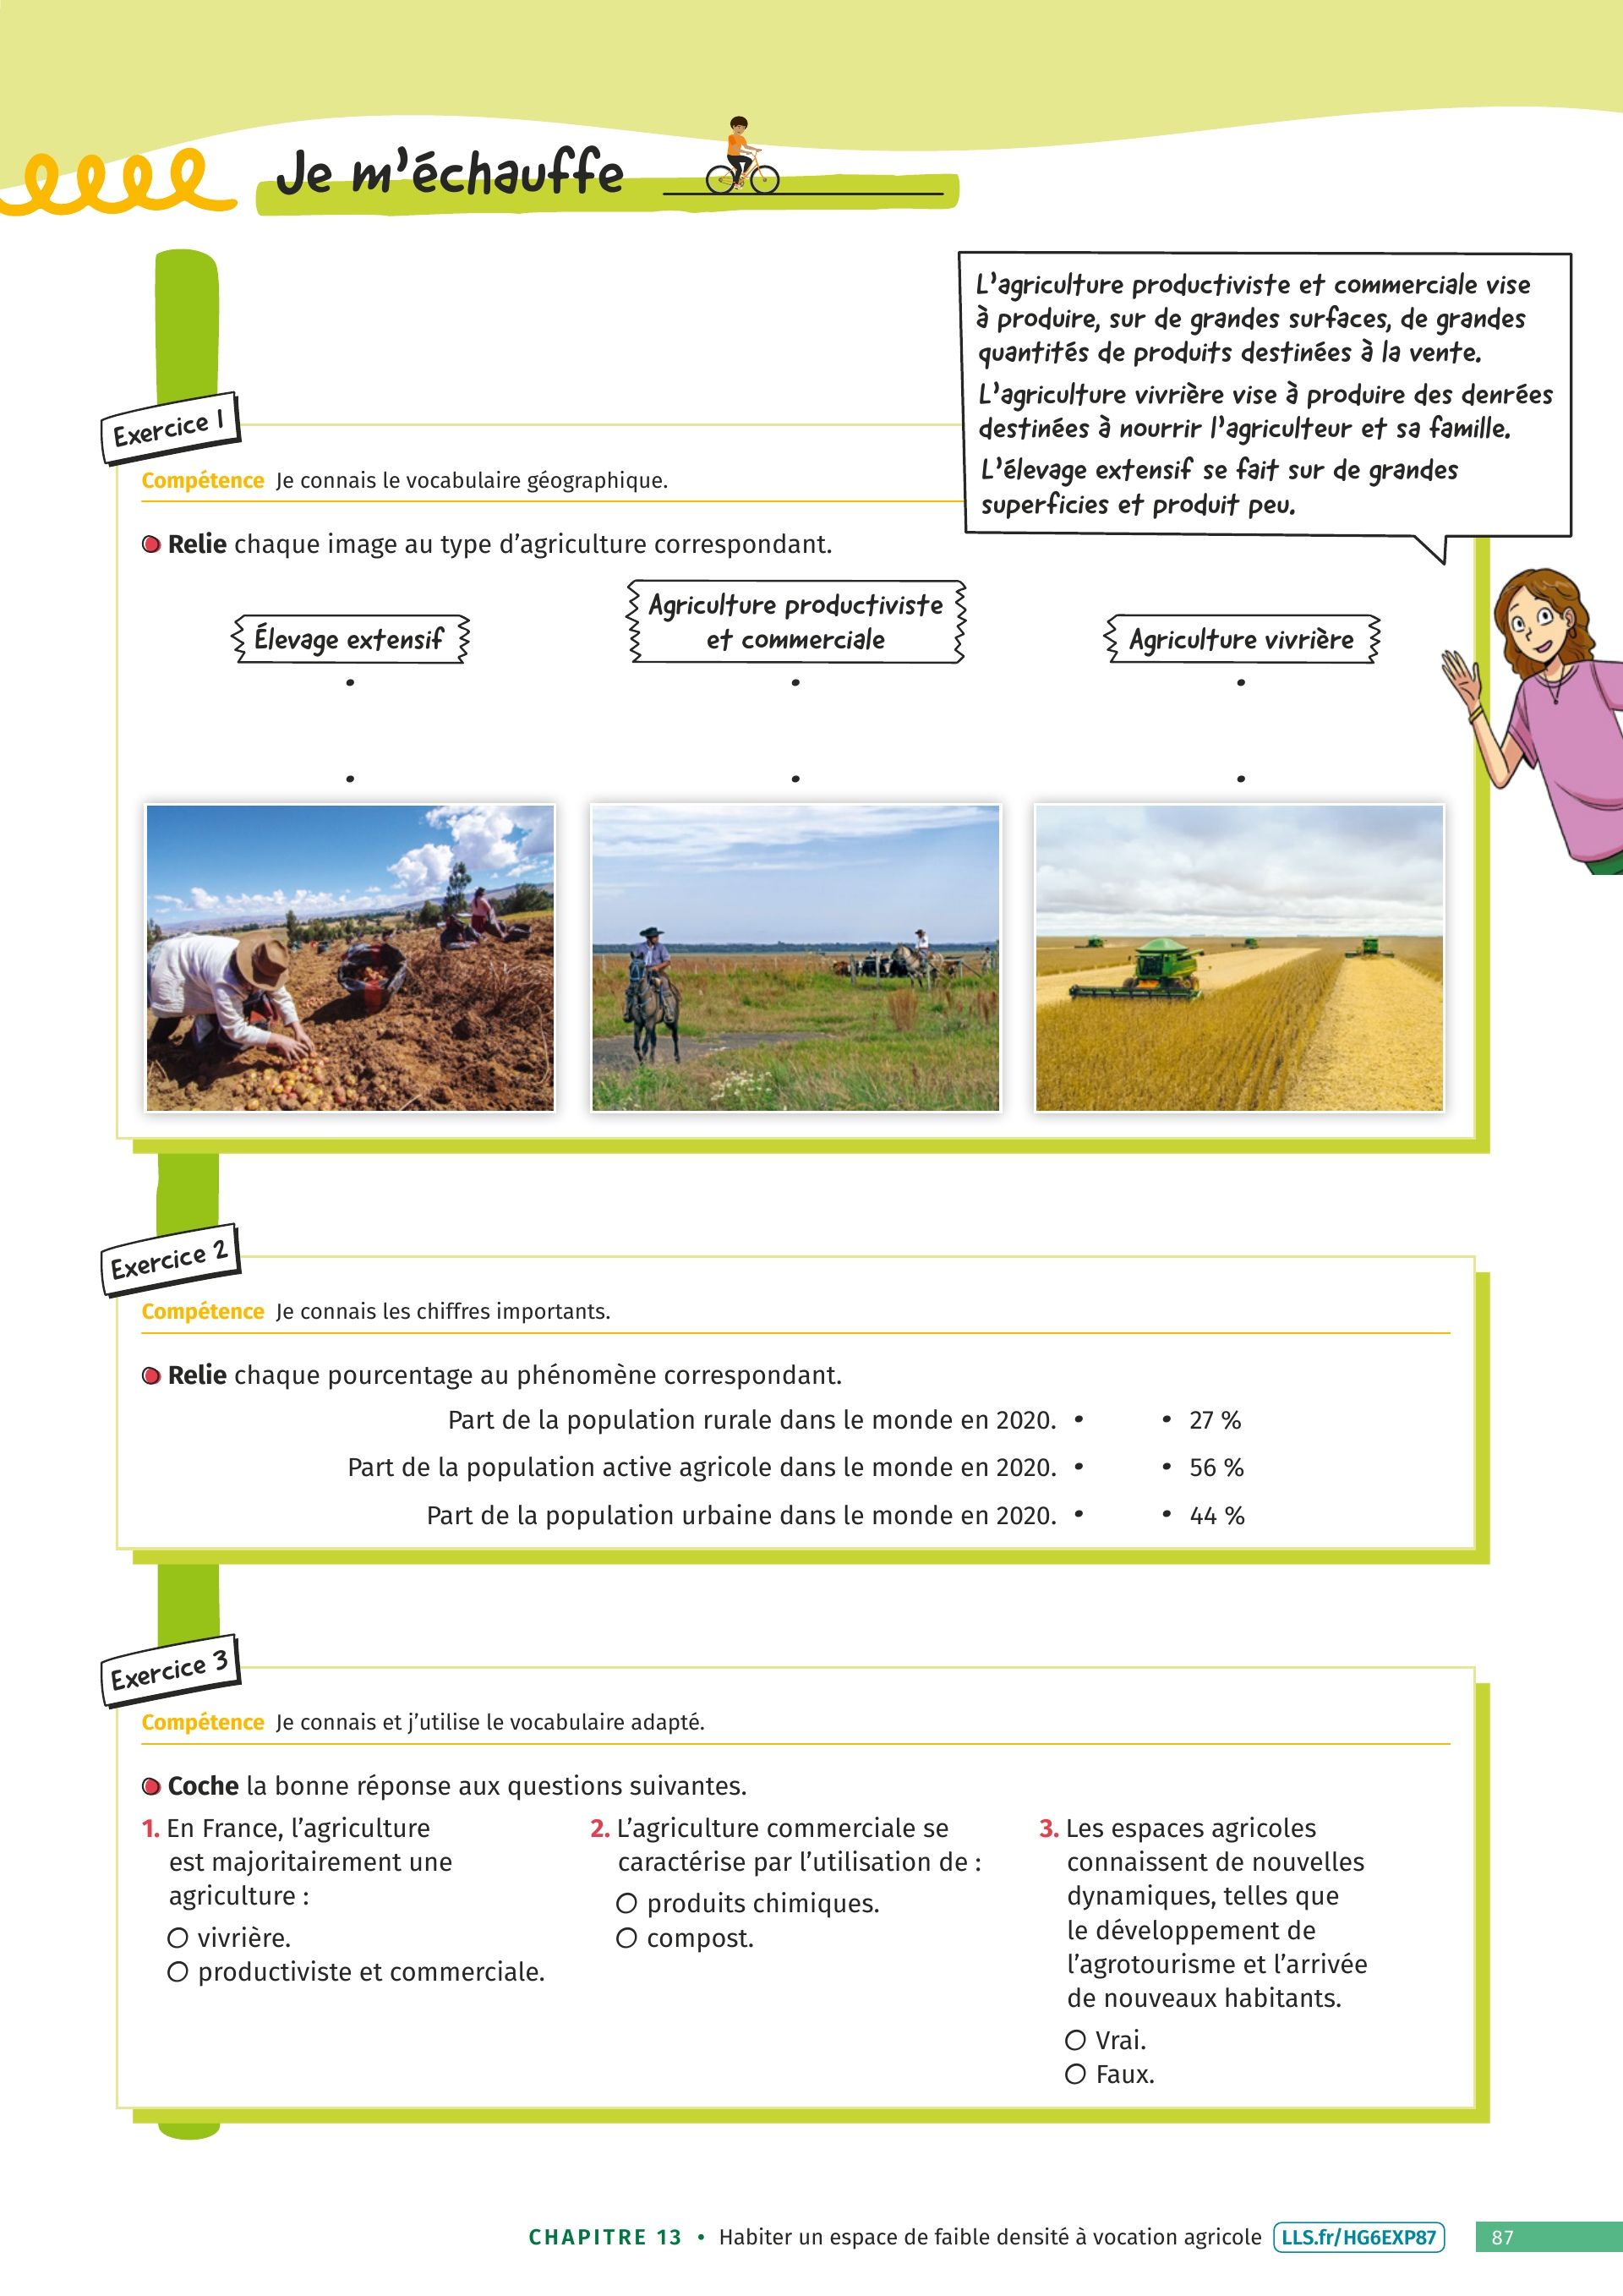 Je m'échauffe
L'agriculture productiviste et commerciale vise
à produire, sur de grandes surfaces, de grandes
quantités de produits destinées à la vente.
L'agriculture vivrière vise à produire des denrées
destinées à nourrir l'agriculteur et sa famille.
L'élevage extensif se fait sur de grandes
superficies et produit peu.
Exercice 1
Compétence Je connais le vocabulaire géographique.
Relie chaque image au type d'agriculture correspondant.
Élevage extensif
Agriculture productiviste
et commerciale
Agriculture vivrière
Exercice 2
Compétence Je connais les chiffres importants.
Relie chaque pourcentage au phénomène correspondant.
Part de la population rurale dans le monde en 2020. • • 27 %
Part de la population active agricole dans le monde en 2020. • • 56 %
Part de la population urbaine dans le monde en 2020. • • 44 %
Exercice 3
Compétence Je connais et j'utilise le vocabulaire adapté.
Coche la bonne réponse aux questions suivantes.
1. En France, l'agriculture
est majoritairement une
agriculture :
vivrière.
productiviste et commerciale.
2. L'agriculture commerciale se
caractérise par l'utilisation de :
produits chimiques.
compost.
3. Les espaces agricoles
connaissent de nouvelles
dynamiques, telles que
le développement de
l'agrotourisme et l'arrivée
de nouveaux habitants.
Vrai.
Faux.
CHAPITRE 13 • Habiter un espace de faible densité à vocation agricole LLS.fr/HG6EXP87 87